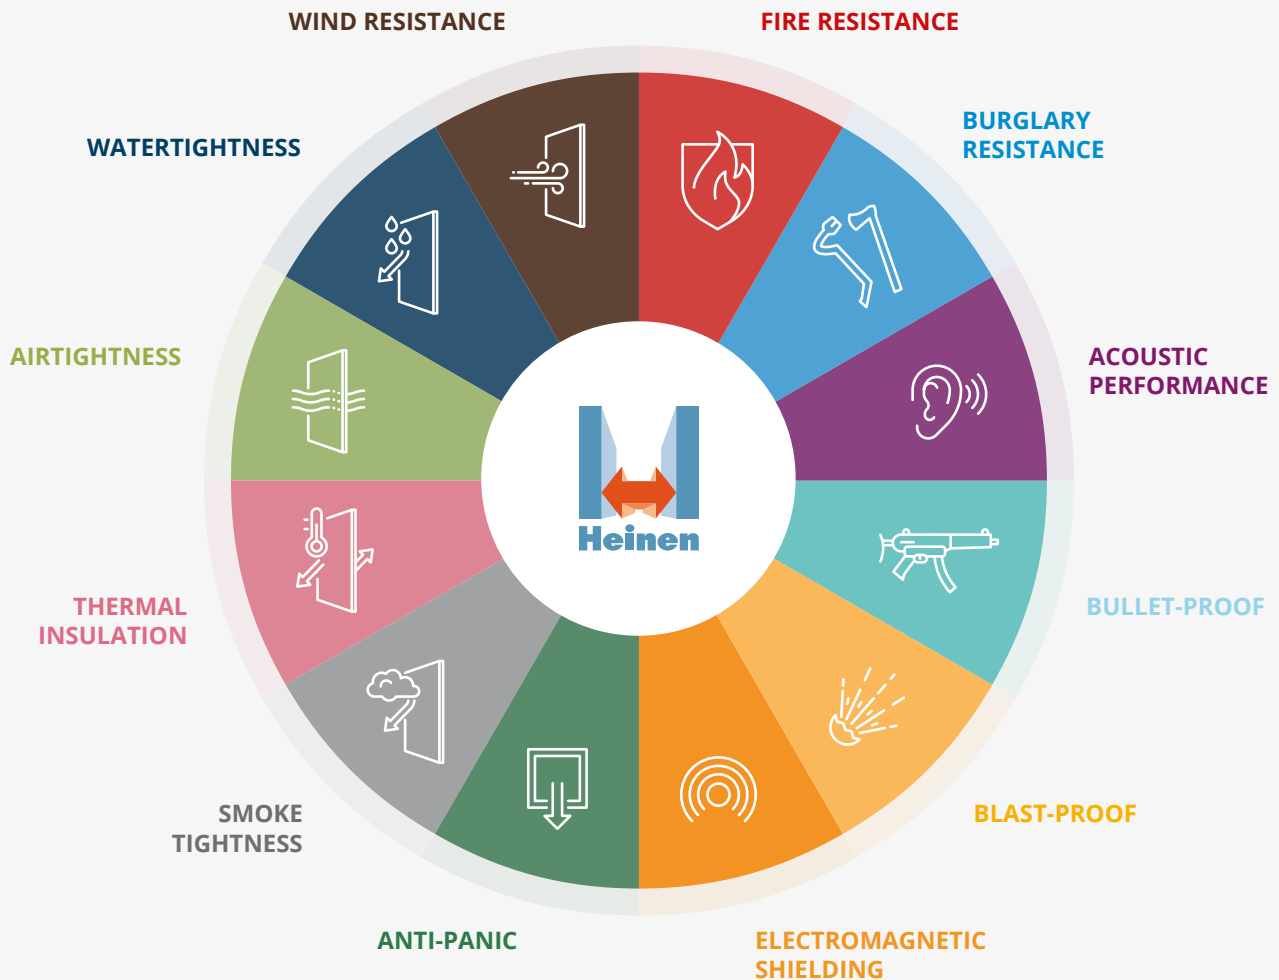 WIND RESISTANCE
FIRE RESISTANCE
BURGLARY
RESISTANCE
WATERTIGHTNESS
AIRTIGHTNESS
ACOUSTIC
PERFORMANCE
Heinen
THERMAL
INSULATION
BULLET-PROOF
SMOKE
TIGHTNESS
BLAST-PROOF
ANTI-PANIC
ELECTROMAGNETIC
SHIELDING